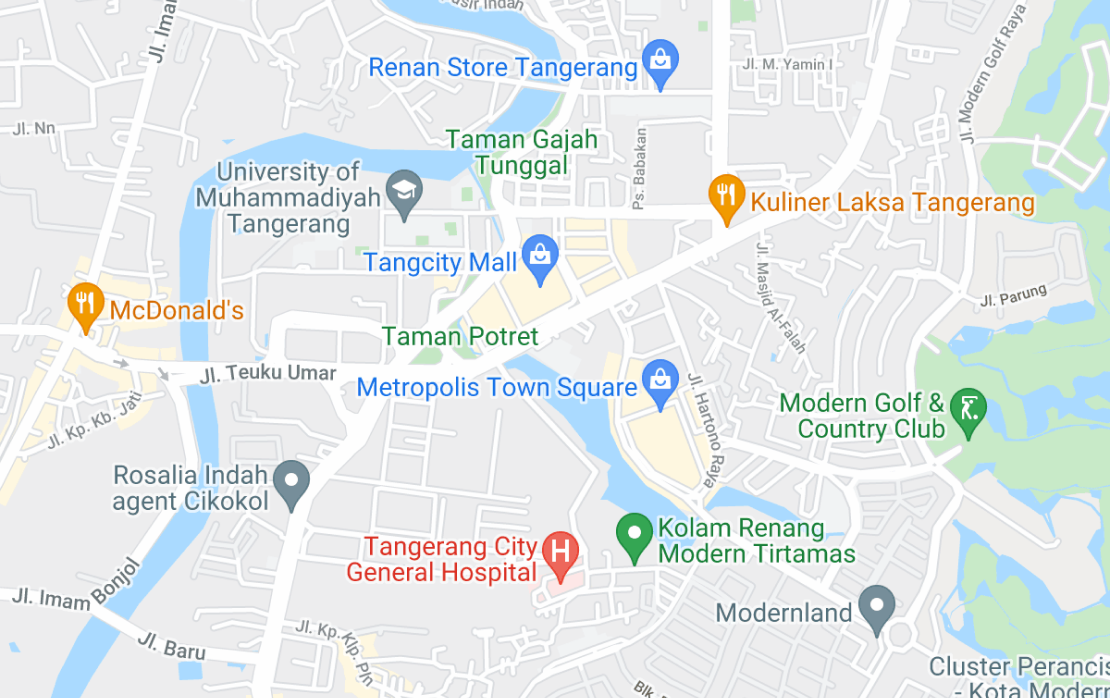 Pasir Indah
Jl. Imam
Renan Store Tangerang
Jl. M. Yamin I
Jl. Modern Golf Raya
Jl. Nn
Taman Gajah
Tunggal
Ps. Babakan
University of
Muhammadiyah
Tangerang
Kuliner Laksa Tangerang
Tangcity Mall
Jl. Masjid Al-Falah
Jl. Parung
McDonald's
Taman Potret
Jl. Teuku Umar
Metropolis Town Square
Jl. Kp. Kb. Jati
Jl. Hartono Raya
Modern Golf &
Country Club
Rosalia Indah
agent Cikokol
Kolam Renang
Modern Tirtamas
Tangerang City
General Hospital
Jl. Imam Bonjol
Modernland
Jl. Baru
Jl. Kp. Klp. Pln
Cluster Perancis
- Kota Modern
Blk.